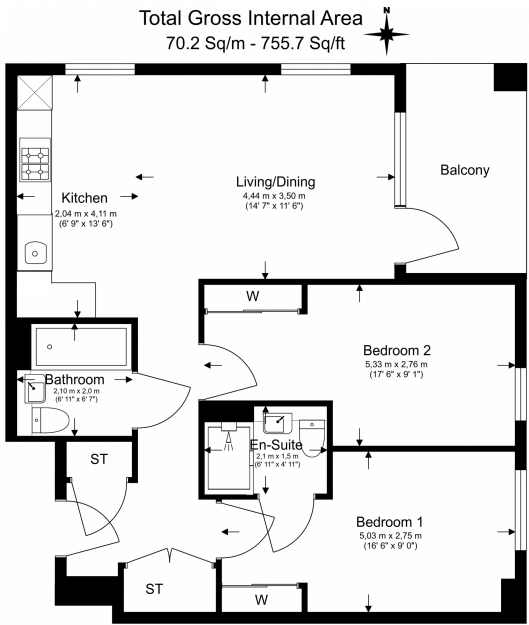 Total Gross Internal Area
70.2 Sq/m - 755.7 Sq/ft
Balcony
Living/Dining
4,44 m x 3,50 m
(14' 7" x 11' 6")
Kitchen
2,04 m x 4,11 m
(6' 9" x 13' 6")
W
Bedroom 2
5,33 m x 2,76 m
(17' 6" x 9' 1")
Bathroom
2,10 m x 2,0 m
(6' 11" x 6' 7")
En-Suite
2,1 m x 1,5 m
(6' 11" x 4' 11")
ST
Bedroom 1
5,03 m x 2,75 m
(16' 6" x 9' 0")
ST
W